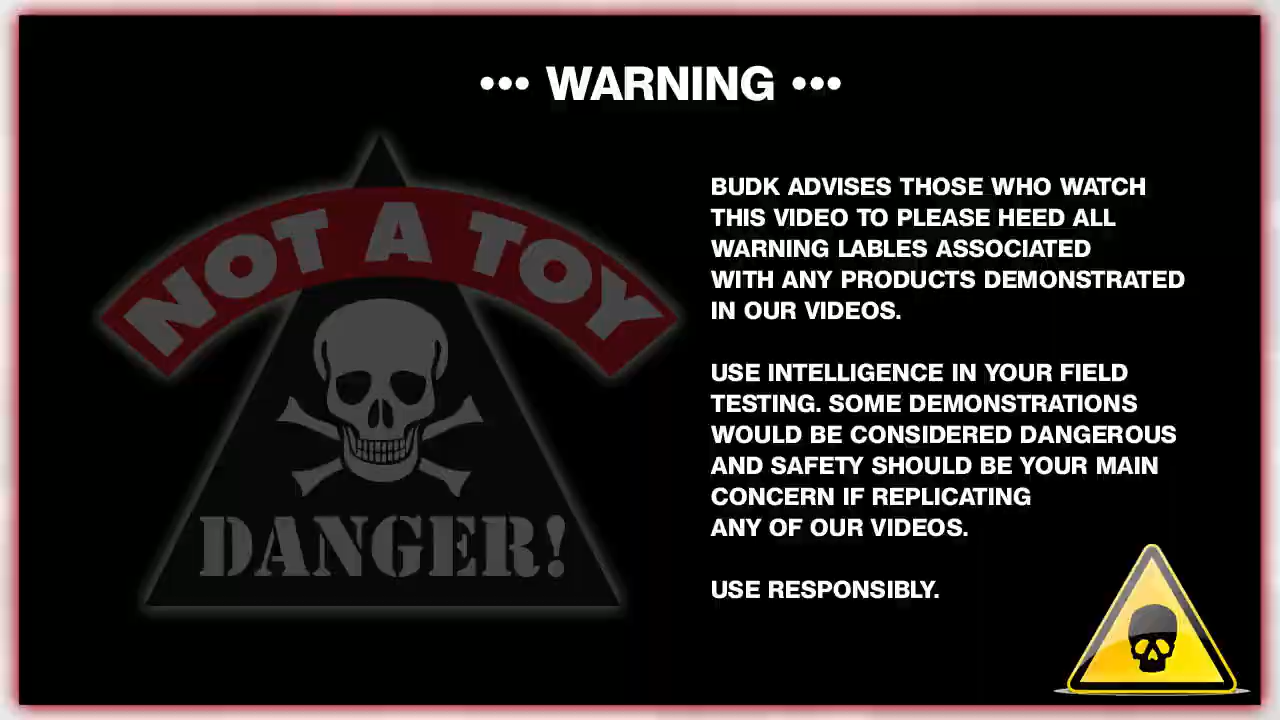 ••• WARNING •••
NOT A TOY
DANGER!
BUDK ADVISES THOSE WHO WATCH
THIS VIDEO TO PLEASE HEED ALL
WARNING LABLES ASSOCIATED
WITH ANY PRODUCTS DEMONSTRATED
IN OUR VIDEOS.
USE INTELLIGENCE IN YOUR FIELD
TESTING. SOME DEMONSTRATIONS
WOULD BE CONSIDERED DANGEROUS
AND SAFETY SHOULD BE YOUR MAIN
CONCERN IF REPLICATING
ANY OF OUR VIDEOS.
USE RESPONSIBLY.